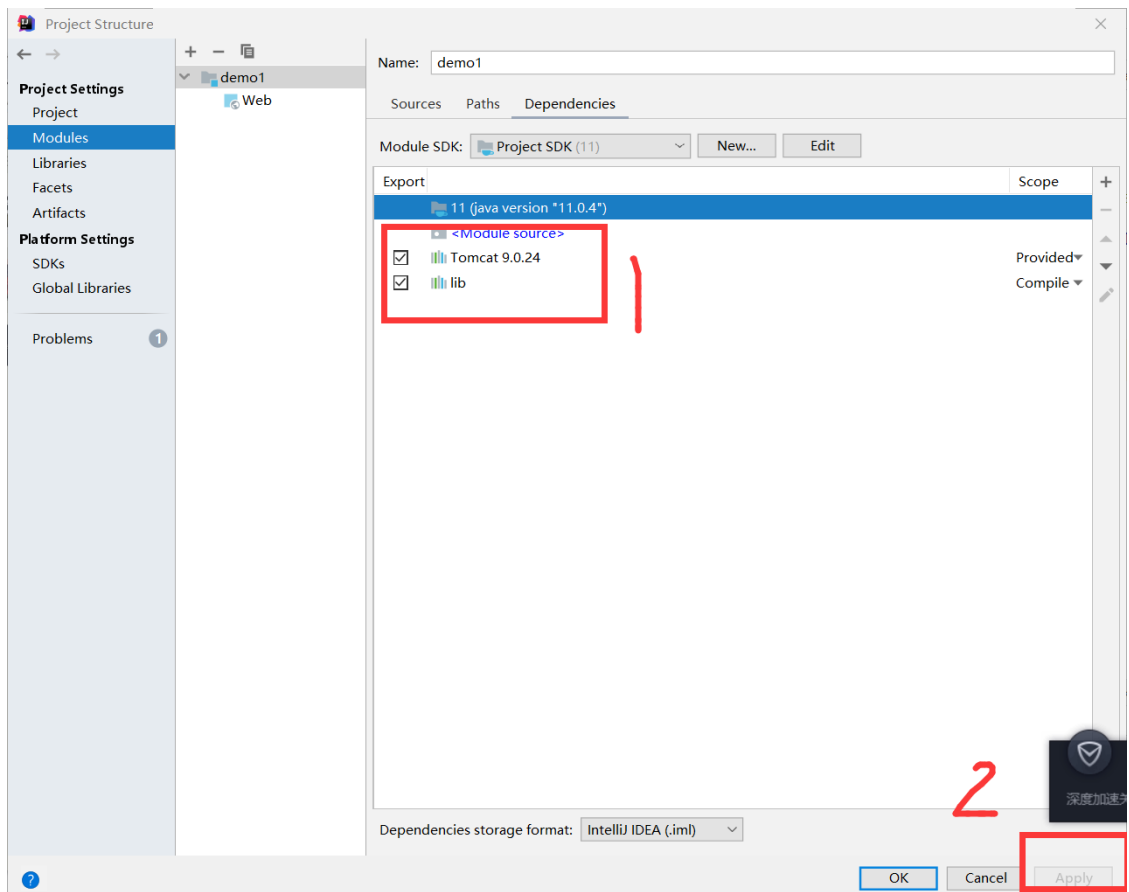 Project Structure
Project Settings
Project
Modules
Libraries
Facets
Artifacts
Platform Settings
SDKs
Global Libraries
Problems
1
demo1
Web
Name:
demo1
Sources Paths Dependencies
Module SDK: Project SDK (11) New... Edit
Export Scope
11 (java version "11.0.4")
<Module source>
Tomcat 9.0.24 Provided
lib Compile
1
2
深度加速
Dependencies storage format: IntelliJ IDEA (.iml)
? OK Cancel Apply